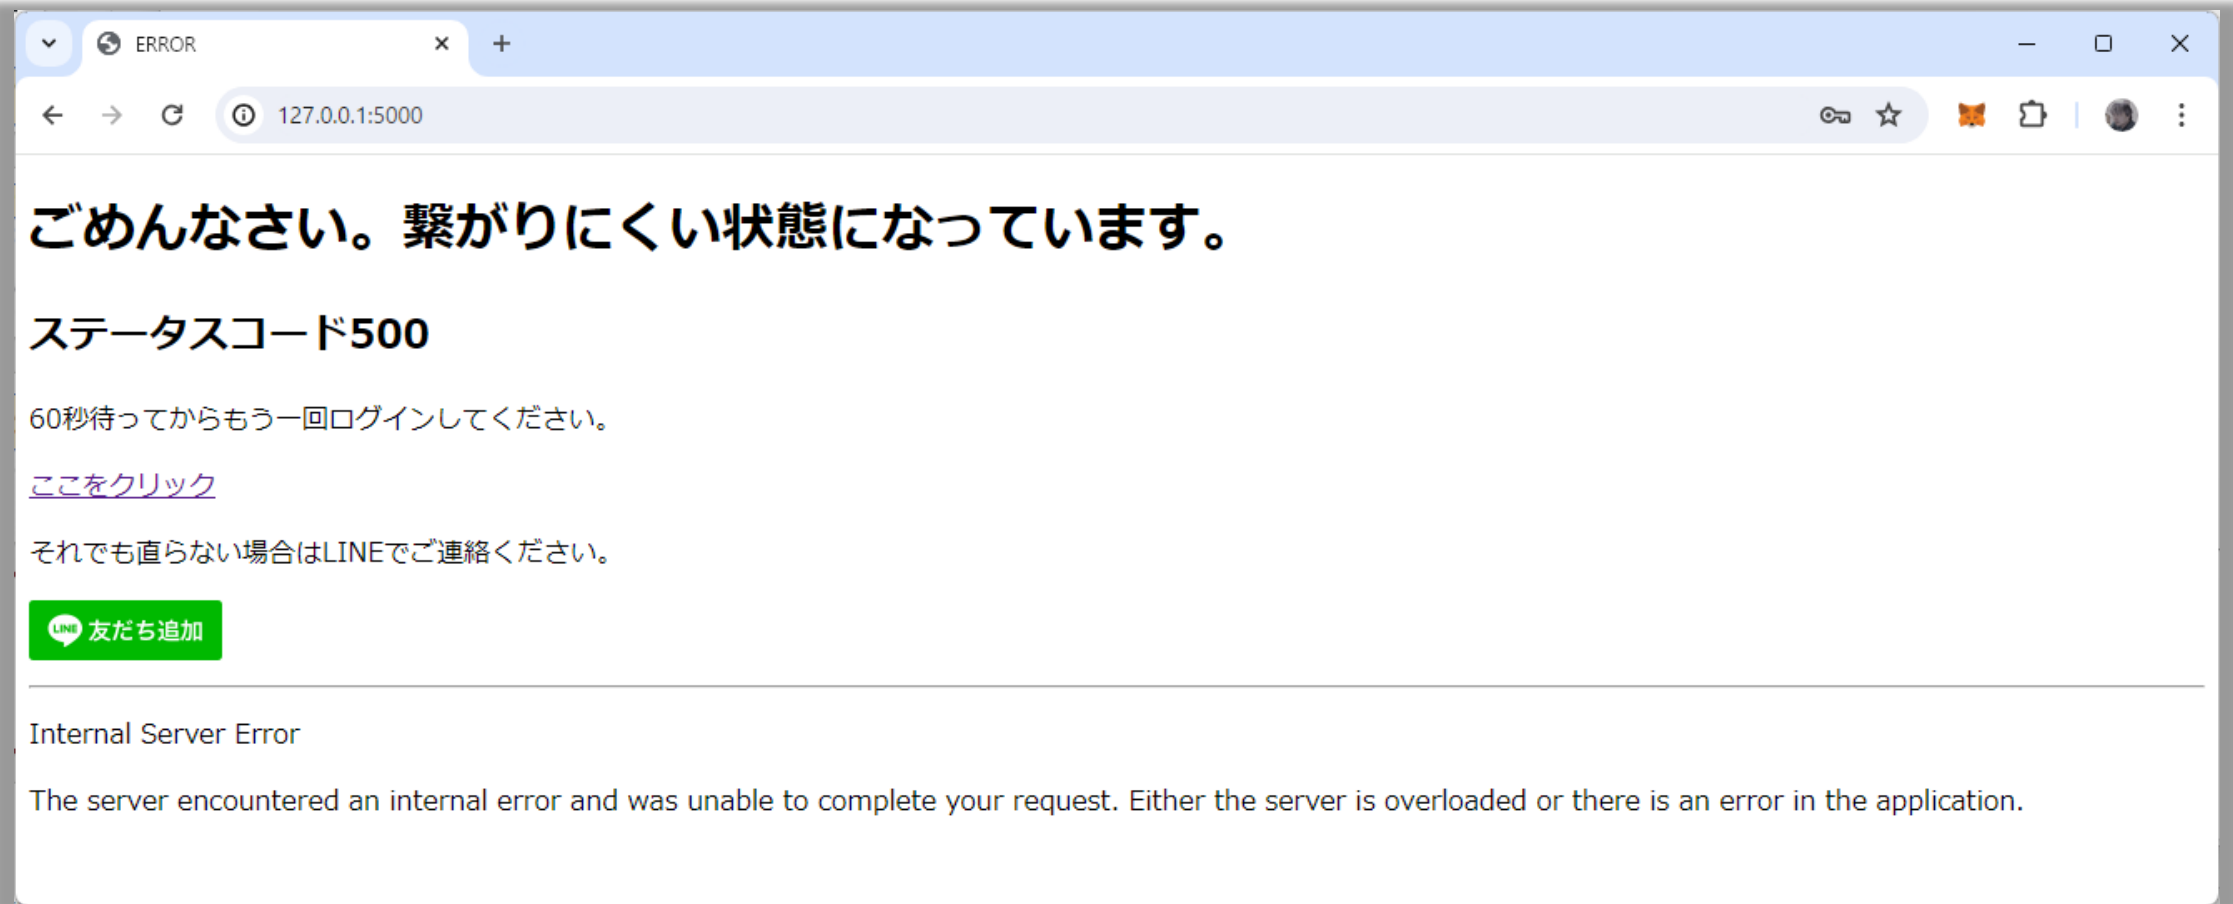 ERROR
127.0.0.1:5000
ごめんなさい。繋がりにくい状態になっています。
ステータスコード500
60秒待ってからもう一回ログインしてください。
ここをクリック
それでも直らない場合はLINEでご連絡ください。
LINE 友だち追加
Internal Server Error
The server encountered an internal error and was unable to complete your request. Either the server is overloaded or there is an error in the application.